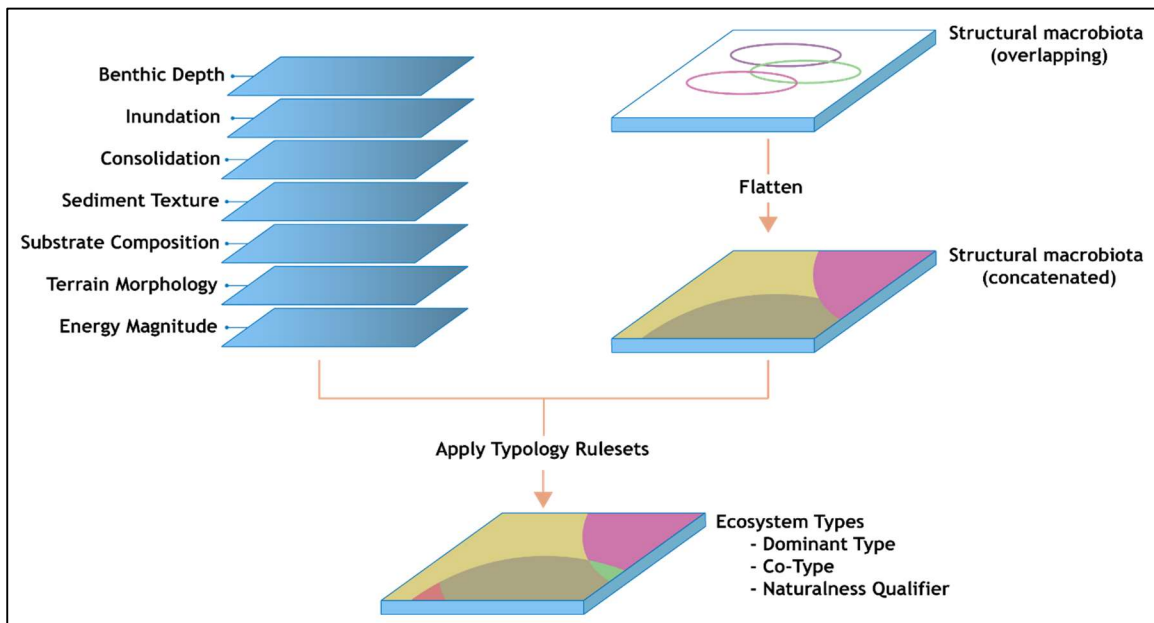 Benthic Depth
Inundation
Consolidation
Sediment Texture
Substrate Composition
Terrain Morphology
Energy Magnitude
Structural macrobiota
(overlapping)
Flatten
Structural macrobiota
(concatenated)
Apply Typology Rulesets
Ecosystem Types
- Dominant Type
- Co-Type
- Naturalness Qualifier